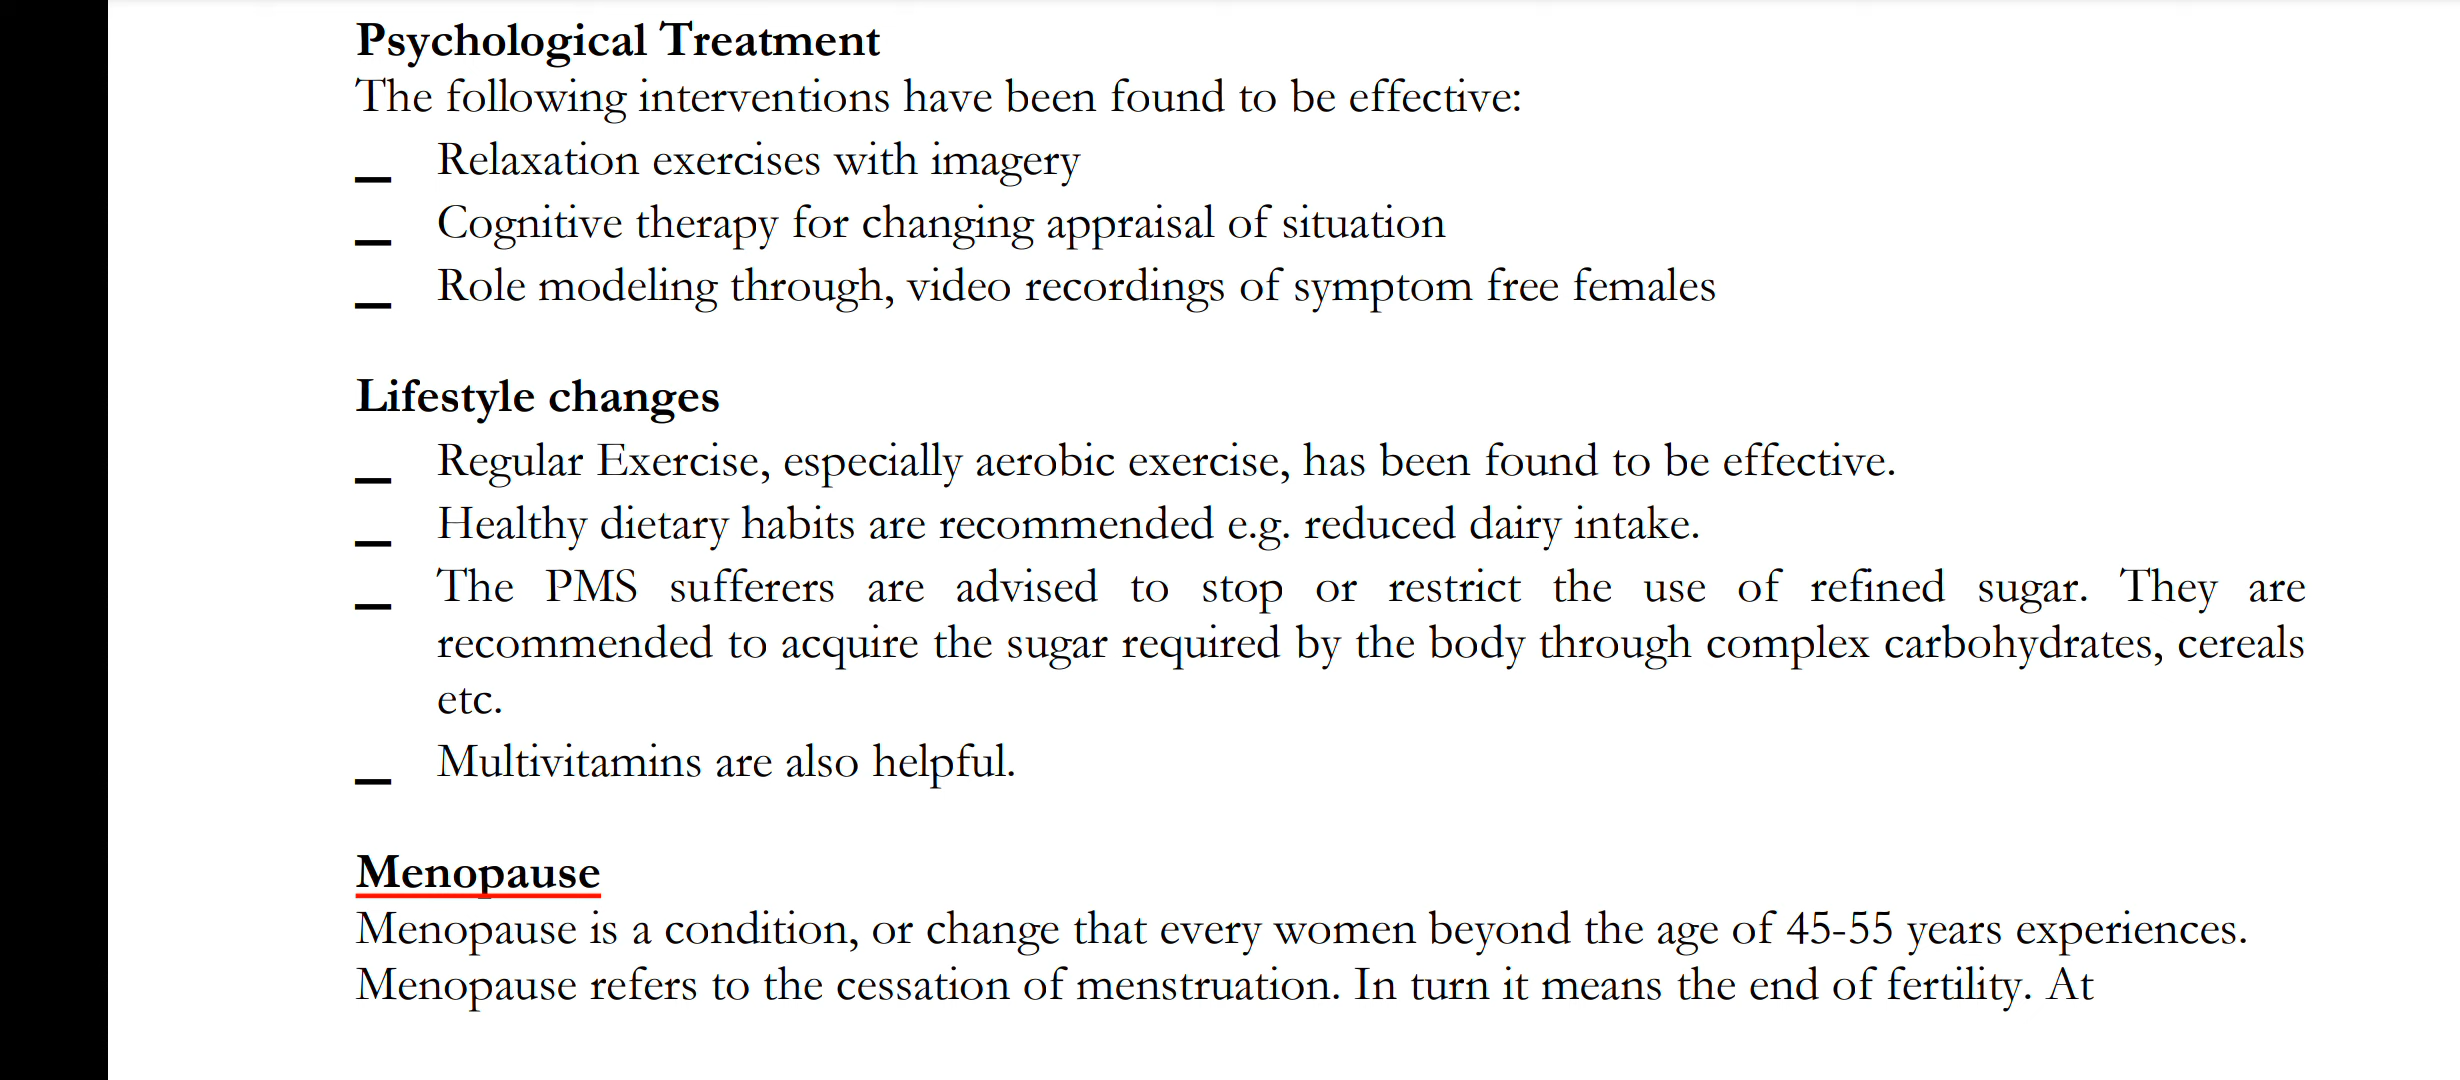 Psychological Treatment
The following interventions have been found to be effective:
_ Relaxation exercises with imagery
_ Cognitive therapy for changing appraisal of situation
_ Role modeling through, video recordings of symptom free females
Lifestyle changes
_ Regular Exercise, especially aerobic exercise, has been found to be effective.
_ Healthy dietary habits are recommended e.g. reduced dairy intake.
_ The PMS sufferers are advised to stop or restrict the use of refined sugar. They are
recommended to acquire the sugar required by the body through complex carbohydrates, cereals
etc.
_ Multivitamins are also helpful.
Menopause
Menopause is a condition, or change that every women beyond the age of 45-55 years experiences.
Menopause refers to the cessation of menstruation. In turn it means the end of fertility. At